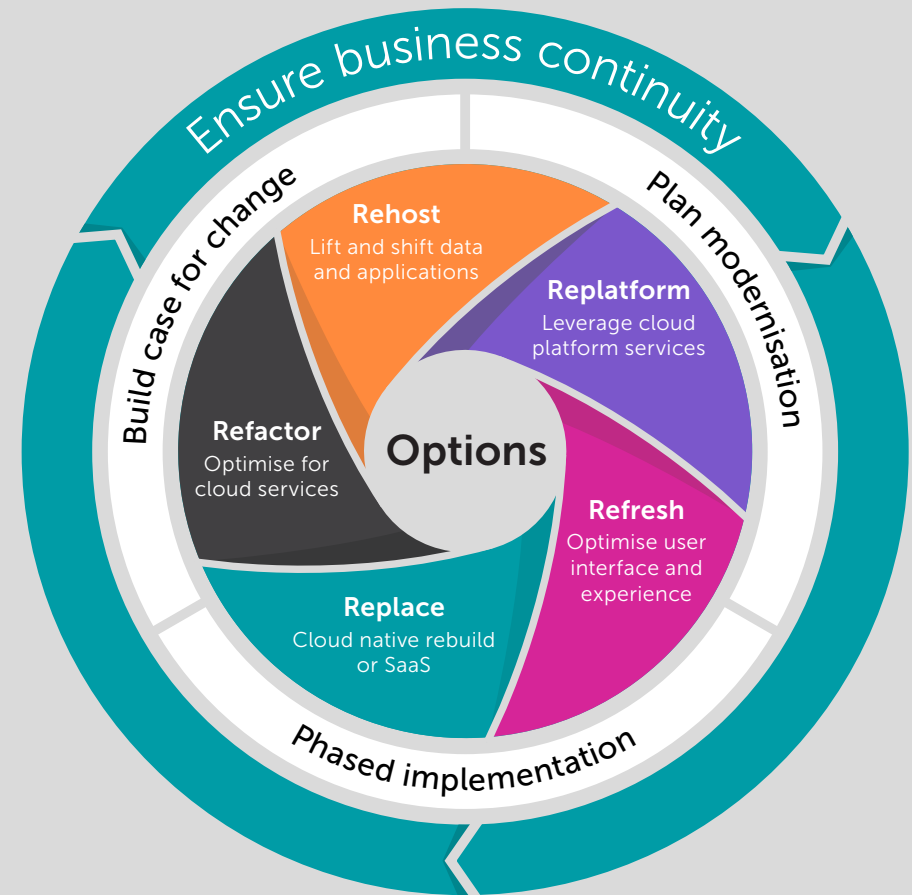 Ensure business continuity
Build case for change
Plan modernisation
Phased implementation
Options
Rehost
Lift and shift data
and applications
Replatform
Leverage cloud
platform services
Refresh
Optimise user
interface and
experience
Replace
Cloud native rebuild
or SaaS
Refactor
Optimise for
cloud services